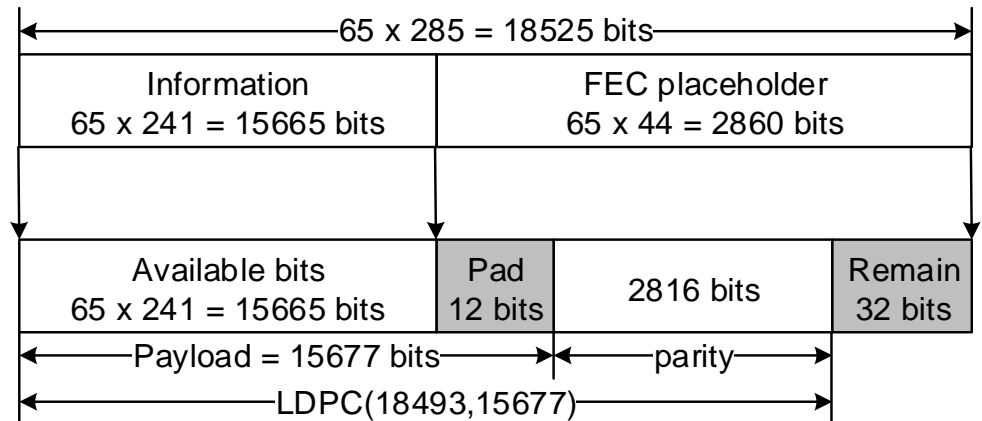 65 x 285 = 18525 bits
Information
65 x 241 = 15665 bits
FEC placeholder
65 x 44 = 2860 bits
Available bits
65 x 241 = 15665 bits
Pad
12 bits
2816 bits
Remain
32 bits
Payload = 15677 bits
parity
LDPC(18493,15677)